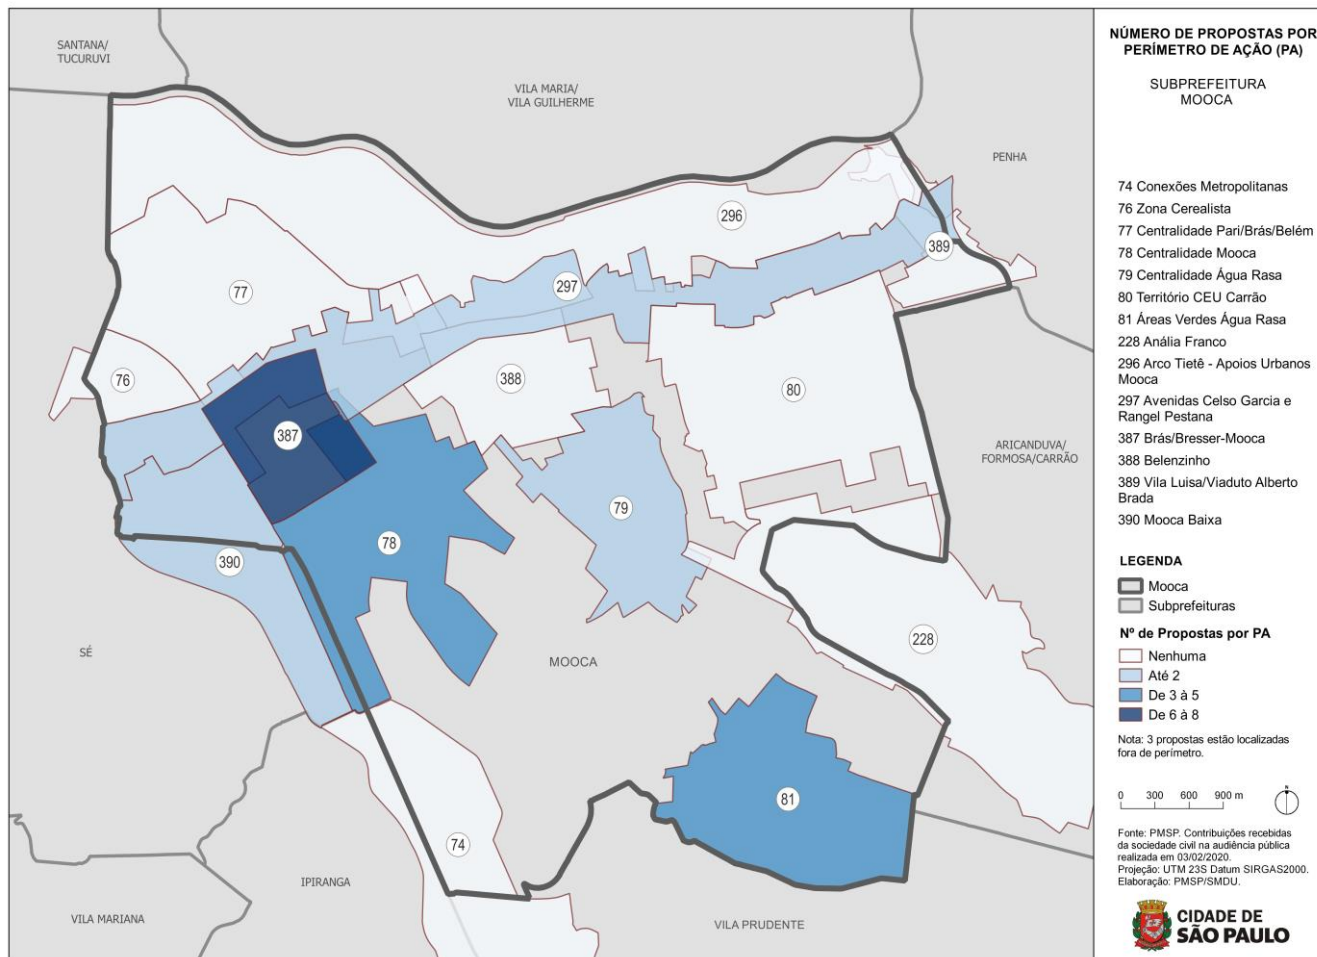 SANTANA/
TUCURUVI
VILA MARIA/
VILA GUILHERME
PENHA
296
389
297
77
76
388
80
387
ARICANDUVA/
FORMOSA/CARRÃO
79
78
390
228
SÉ
MOOCA
81
74
IPIRANGA
VILA MARIANA
VILA PRUDENTE
NÚMERO DE PROPOSTAS POR
PERÍMETRO DE AÇÃO (PA)
SUBPREFEITURA
MOOCA
74 Conexões Metropolitanas
76 Zona Cerealista
77 Centralidade Pari/Brás/Belém
78 Centralidade Mooca
79 Centralidade Água Rasa
80 Território CEU Carrão
81 Áreas Verdes Água Rasa
228 Anália Franco
296 Arco Tietê - Apoios Urbanos
Mooca
297 Avenidas Celso Garcia e
Rangel Pestana
387 Brás/Bresser-Mooca
388 Belenzinho
389 Vila Luisa/Viaduto Alberto
Brada
390 Mooca Baixa
LEGENDA
Mooca
Subprefeituras
Nº de Propostas por PA
Nenhuma
Até 2
De 3 à 5
De 6 à 8
Nota: 3 propostas estão localizadas
fora de perímetro.
0 300 600 900 m
N
Fonte: PMSP. Contribuições recebidas
da sociedade civil na audiência pública
realizada em 03/02/2020.
Projeção: UTM 23S Datum SIRGAS2000.
Elaboração: PMSP/SMDU.
CIDADE DE
SÃO PAULO